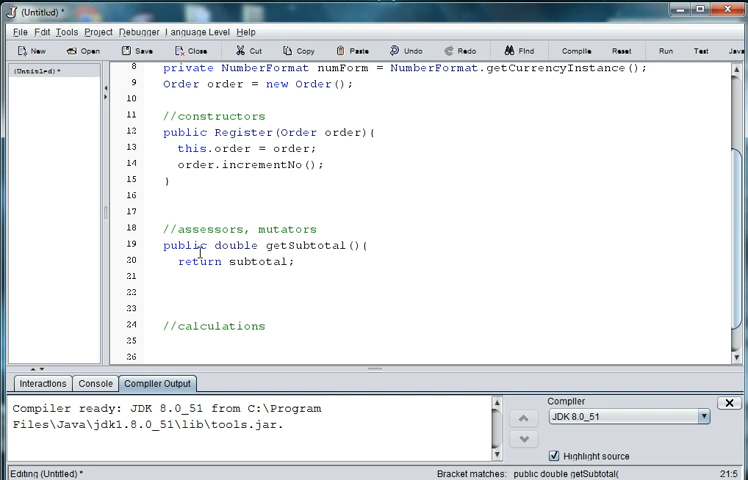 (Untitled) *
File Edit Tools Project Debugger Language Level Help
New Open Save Close Cut Copy Paste Undo Redo Find Compile Reset Run Test Java
(Untitled) *
8 private NumberFormat numForm = NumberFormat.getCurrencyInstance();
9 Order order = new Order();
10
11 //constructors
12 public Register(Order order){
13 this.order = order;
14 order.incrementNo();
15 }
16
17
18 //assessors, mutators
19 public double getSubtotal(){
20 return subtotal;
21
22
23
24 //calculations
25
26
Interactions Console Compiler Output
Compiler ready: JDK 8.0_51 from C:\Program
Files\Java\jdk1.8.0_51\lib\tools.jar.
Compiler
JDK 8.0_51
Highlight source
Editing (Untitled) * Bracket matches: public double getSubtotal( 21:5